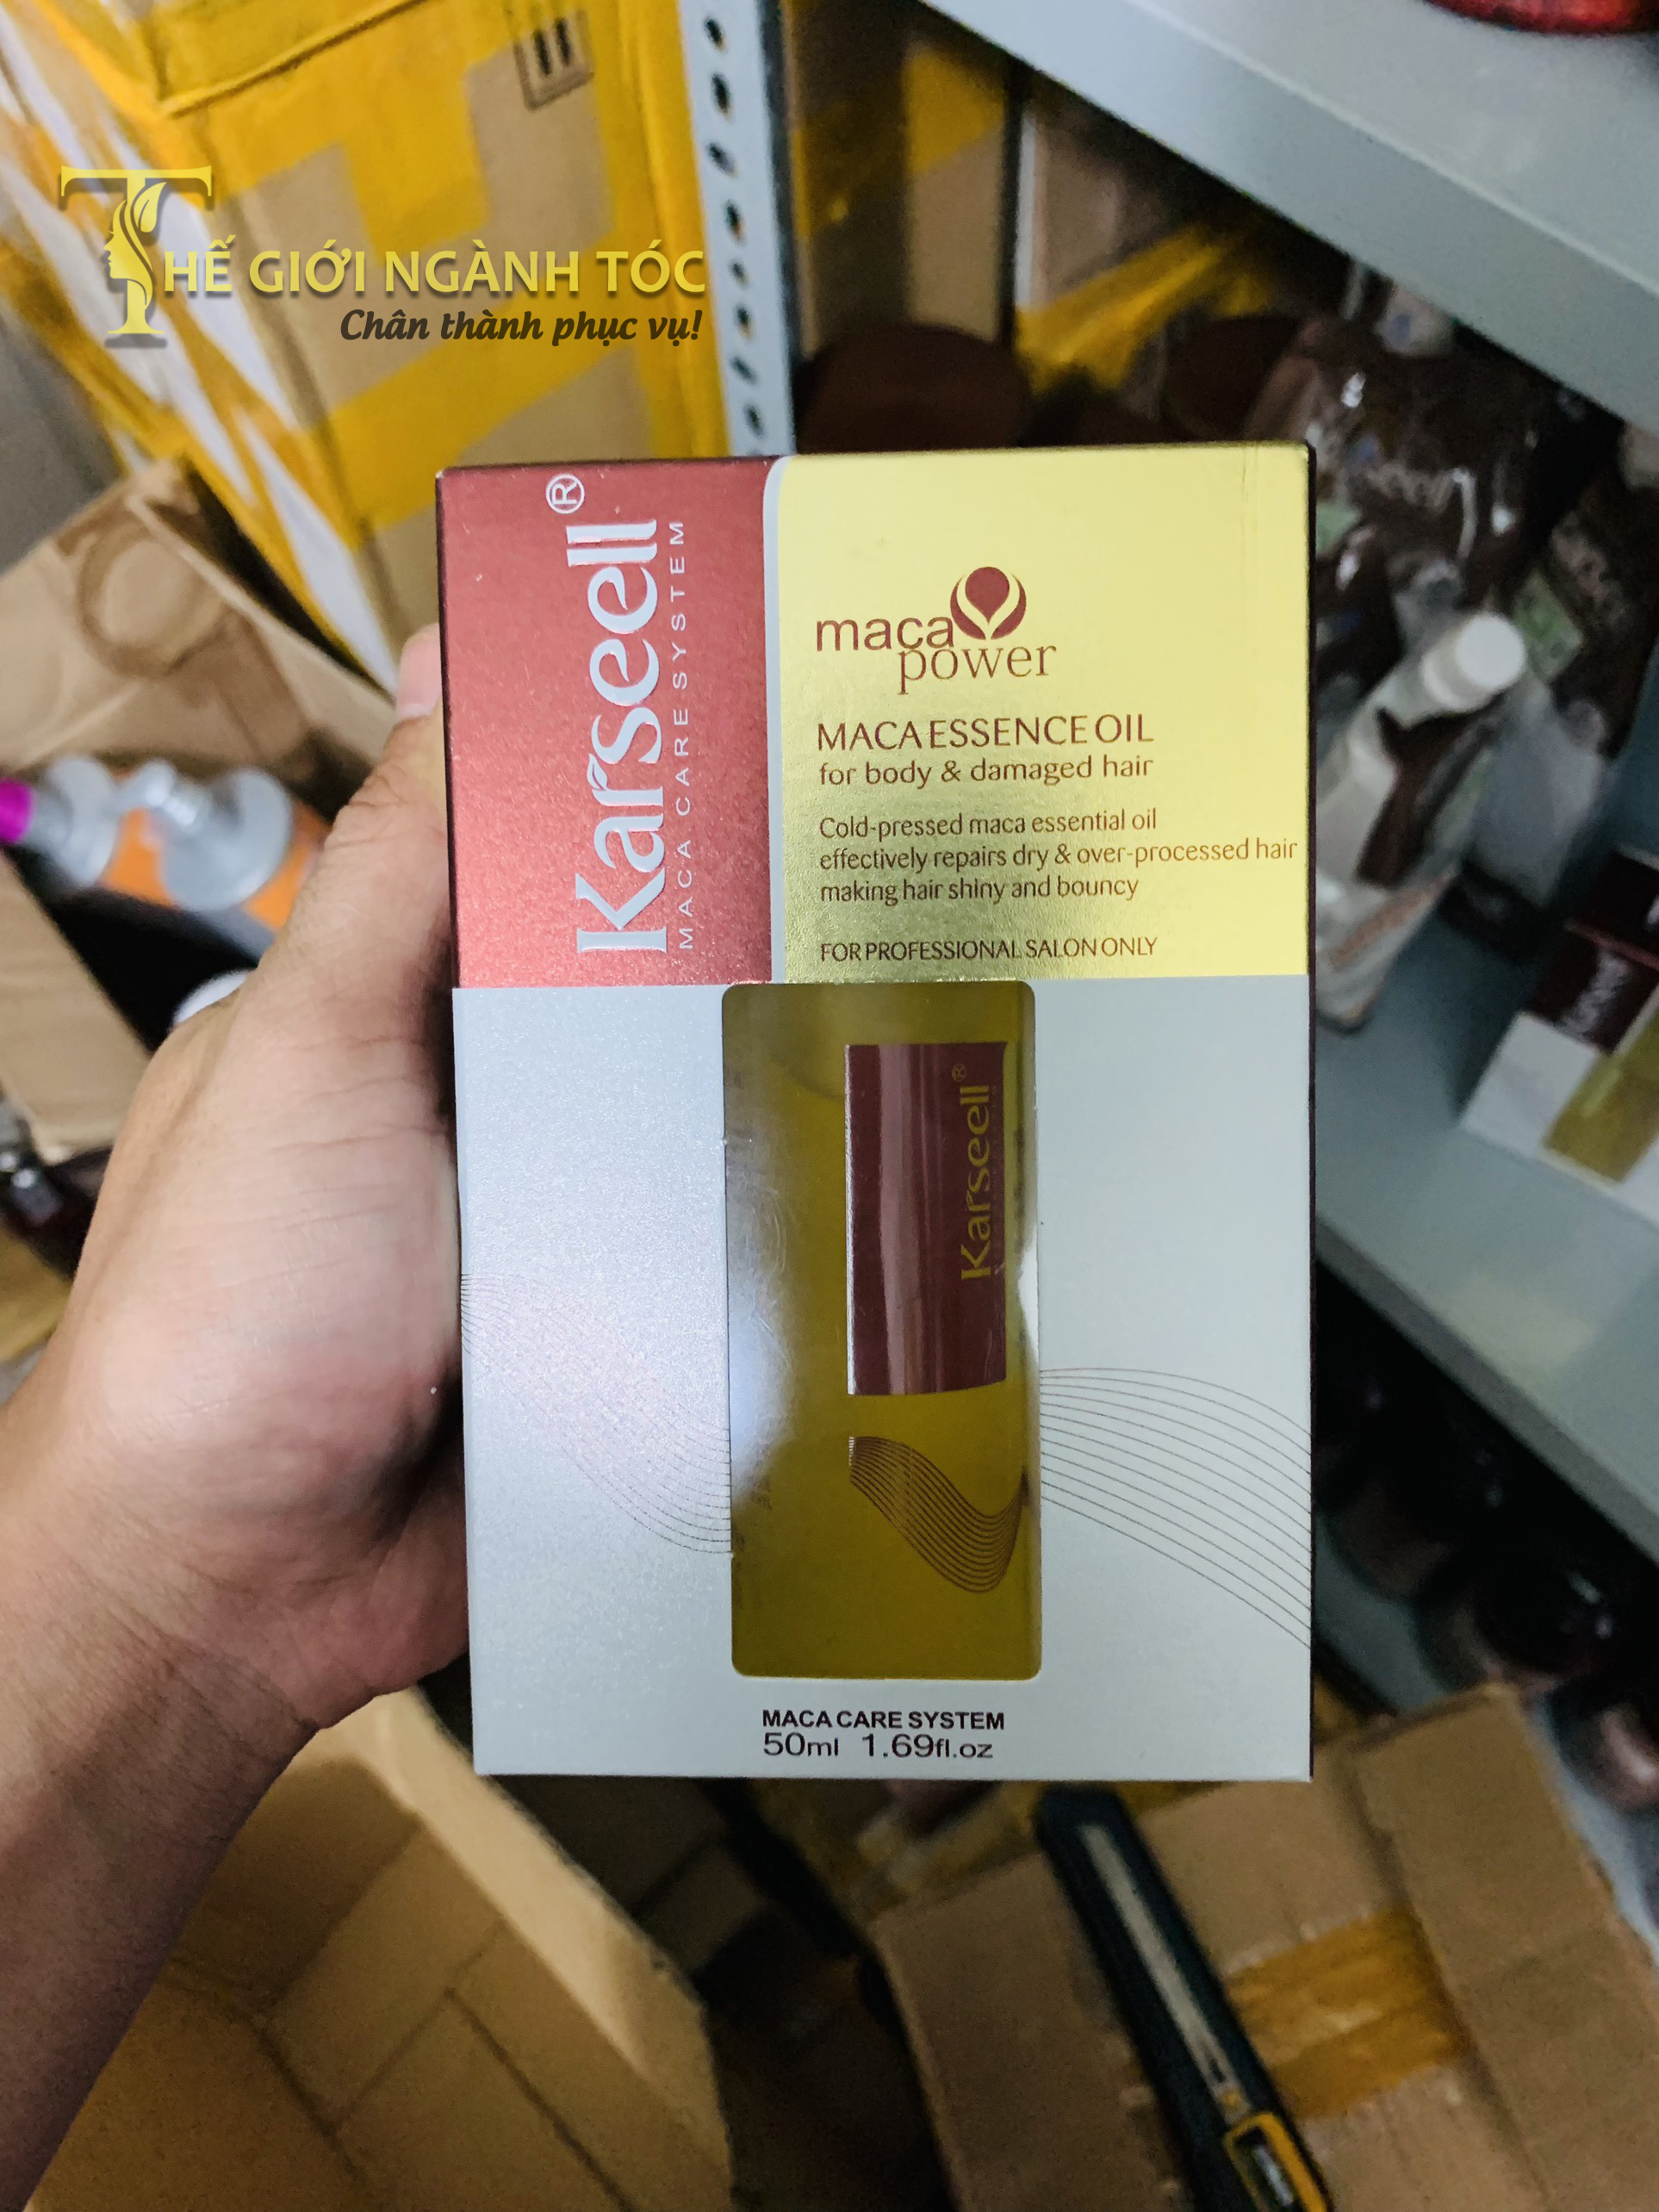 THẾ GIỚI NGÀNH TÓC
Chân thành phục vụ!
Karseell®
MACA CARE SYSTEM
maca
power
MACA ESSENCE OIL
for body & damaged hair
Cold-pressed maca essential oil
effectively repairs dry & over-processed hair
making hair shiny and bouncy
FOR PROFESSIONAL SALON ONLY
Karseell®
MACA CARE SYSTEM
50ml 1.69fl.oz